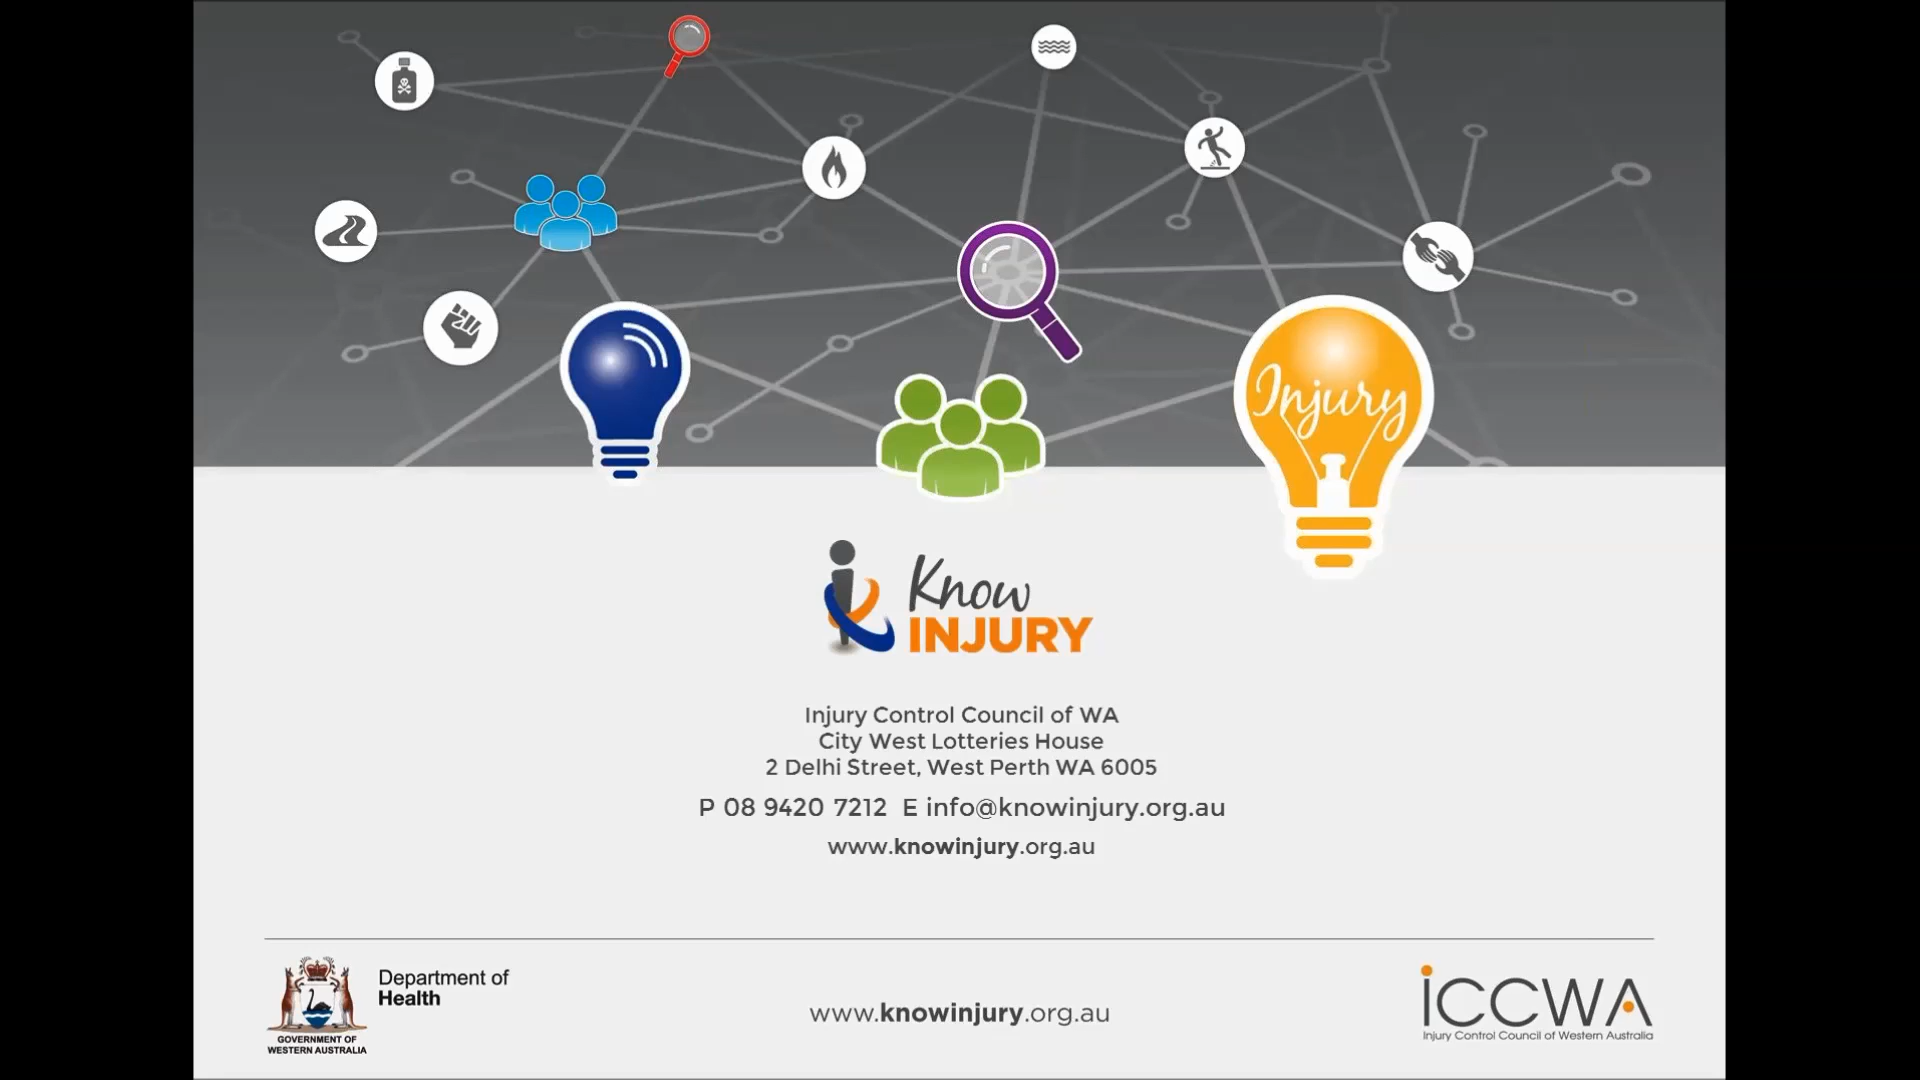 Injury
Know
INJURY
Injury Control Council of WA
City West Lotteries House
2 Delhi Street, West Perth WA 6005
P 08 9420 7212 E info@knowinjury.org.au
www.knowinjury.org.au
Department of
Health
GOVERNMENT OF
WESTERN AUSTRALIA
www.knowinjury.org.au
iCCWA
Injury Control Council of Western Australia